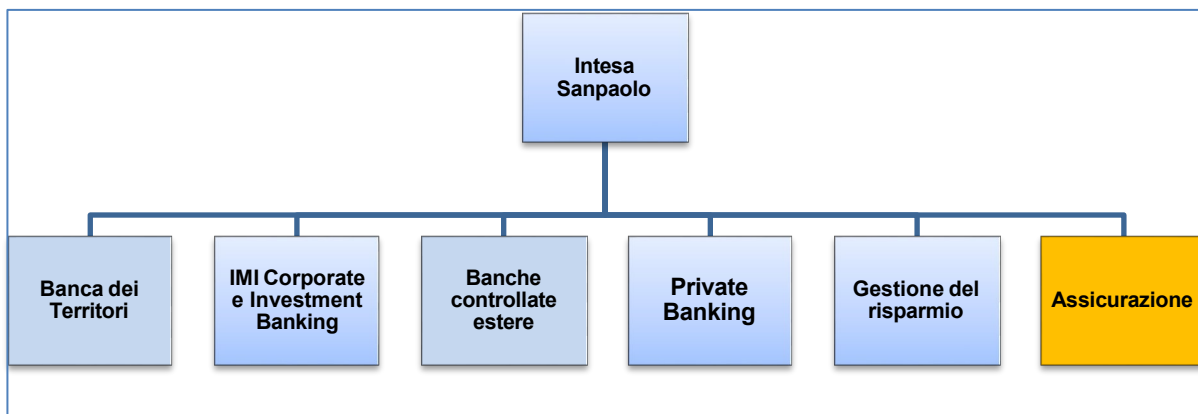 Intesa
Sanpaolo
Banca dei
Territori
IMI Corporate
e Investment
Banking
Banche
controllate
estere
Private
Banking
Gestione del
risparmio
Assicurazione